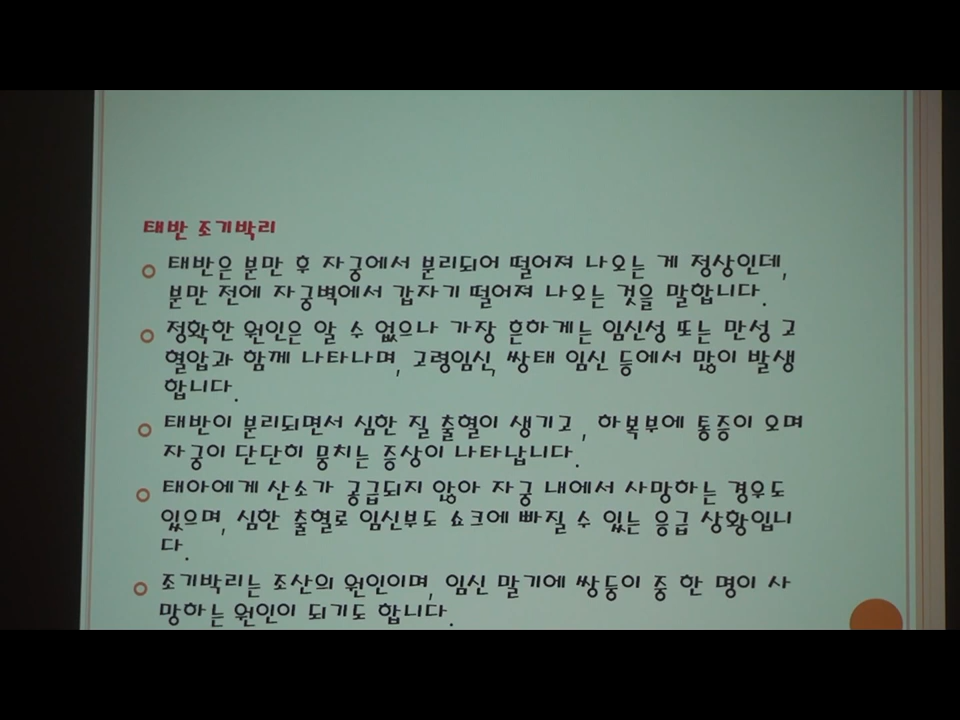 태반 조기박리
태반은 분만 후 자궁에서 분리되어 떨어져 나오는 게 정상인데,
분만 전에 자궁벽에서 갑자기 떨어져 나오는 것을 말합니다.
정확한 원인은 알 수 없으나 가장 흔하게는 임신성 또는 만성 고
혈압과 함께 나타나며, 고령임신, 쌍태 임신 등에서 많이 발생
합니다.
태반이 분리되면서 심한 질 출혈이 생기고 , 하복부에 통증이 오며
자궁이 단단히 뭉치는 증상이 나타납니다.
태아에게 산소가 공급되지 않아 자궁 내에서 사망하는 경우도
있으며, 심한 출혈로 임신부도 쇼크에 빠질 수 있는 응급 상황입니
다.
조기박리는 조산의 원인이며, 임신 말기에 쌍둥이 중 한 명이 사
망하는 원인이 되기도 합니다.